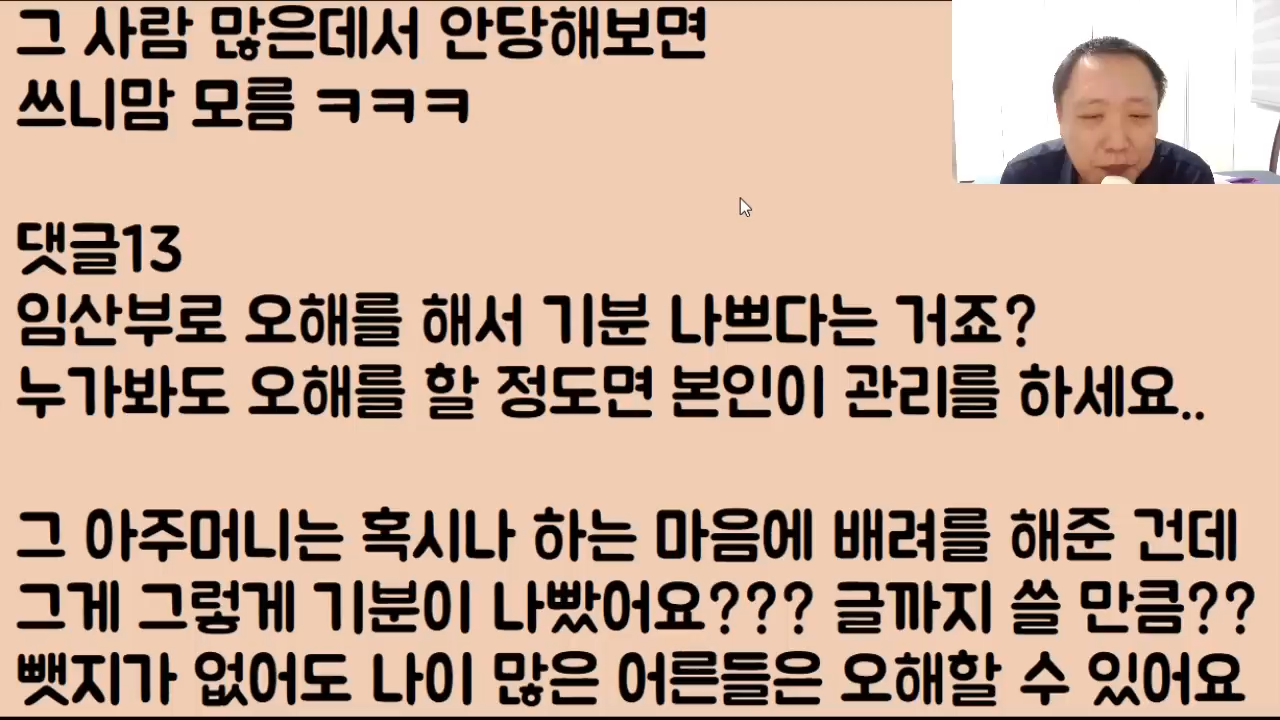 그 사람 많은데서 안당해보면
쓰니맘 모름 ㅋㅋㅋ
댓글13
임산부로 오해를 해서 기분 나쁘다는 거죠?
누가봐도 오해를 할 정도면 본인이 관리를 하세요..
그 아주머니는 혹시나 하는 마음에 배려를 해준 건데
그게 그렇게 기분이 나빴어요??? 글까지 쓸 만큼??
뺏지가 없어도 나이 많은 어른들은 오해할 수 있어요